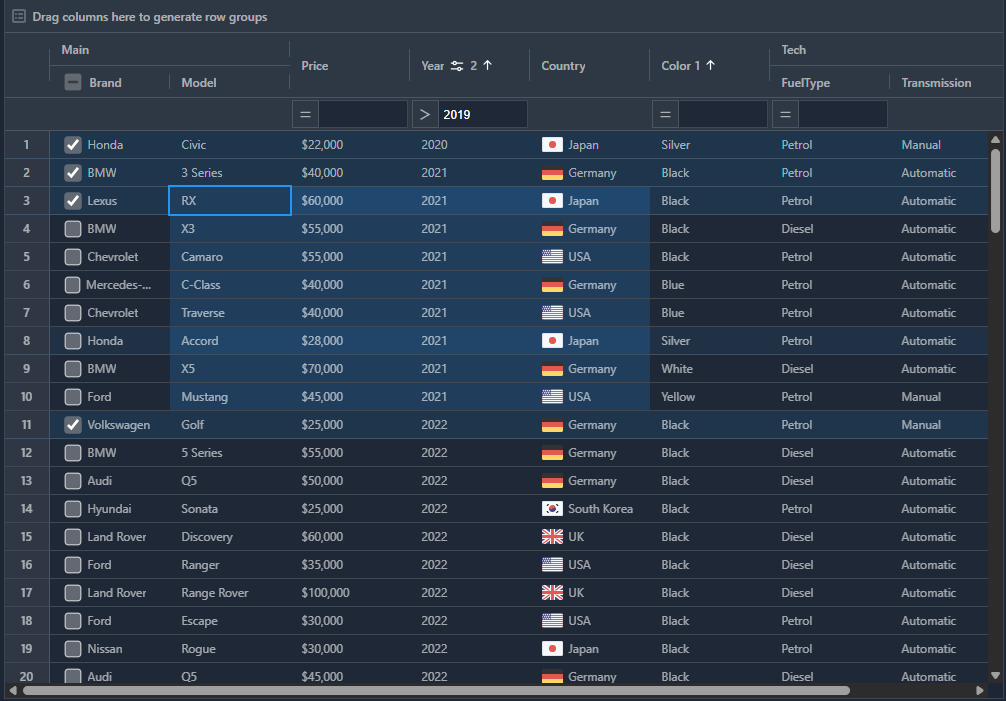 Drag columns here to generate row groups
Main Tech
Price Year 2 Country Color 1
Brand Model FuelType Transmission
= > 2019 = =
1 Honda Civic $22,000 2020 Japan Silver Petrol Manual
2 BMW 3 Series $40,000 2021 Germany Black Petrol Automatic
3 Lexus RX $60,000 2021 Japan Black Petrol Automatic
4 BMW X3 $55,000 2021 Germany Black Diesel Automatic
5 Chevrolet Camaro $55,000 2021 USA Black Petrol Automatic
6 Mercedes-... C-Class $40,000 2021 Germany Blue Petrol Automatic
7 Chevrolet Traverse $40,000 2021 USA Blue Petrol Automatic
8 Honda Accord $28,000 2021 Japan Silver Petrol Automatic
9 BMW X5 $70,000 2021 Germany White Diesel Automatic
10 Ford Mustang $45,000 2021 USA Yellow Petrol Manual
11 Volkswagen Golf $25,000 2022 Germany Black Petrol Manual
12 BMW 5 Series $55,000 2022 Germany Black Diesel Automatic
13 Audi Q5 $50,000 2022 Germany Black Diesel Automatic
14 Hyundai Sonata $25,000 2022 South Korea Black Petrol Automatic
15 Land Rover Discovery $60,000 2022 UK Black Diesel Automatic
16 Ford Ranger $35,000 2022 USA Black Diesel Automatic
17 Land Rover Range Rover $100,000 2022 UK Black Diesel Automatic
18 Ford Escape $30,000 2022 USA Black Petrol Automatic
19 Nissan Rogue $30,000 2022 Japan Black Petrol Automatic
20 Audi Q5 $45,000 2022 Germany Black Diesel Automatic